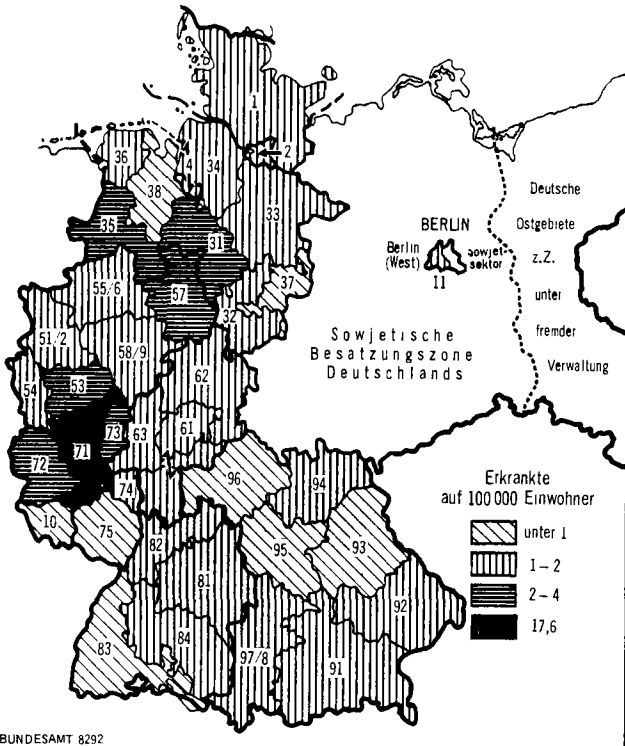 1
2
36
4
34
38
33
35
31
37
57
55/6
32
51/2
58/9
62
54
53
73
63
61
71
72
74
96
94
10
75
82
95
93
81
92
84
83
97/8
91
Deutsche
Ostgebiete
z.Z.
unter
fremder
Verwaltung
BERLIN
Berlin
(West)
sowjet-
sektor
11
Sowjetische
Besatzungszone
Deutschlands
Erkrankte
auf 100 000 Einwohner
unter 1
1–2
2–4
17,6
BUNDESAMT 8292